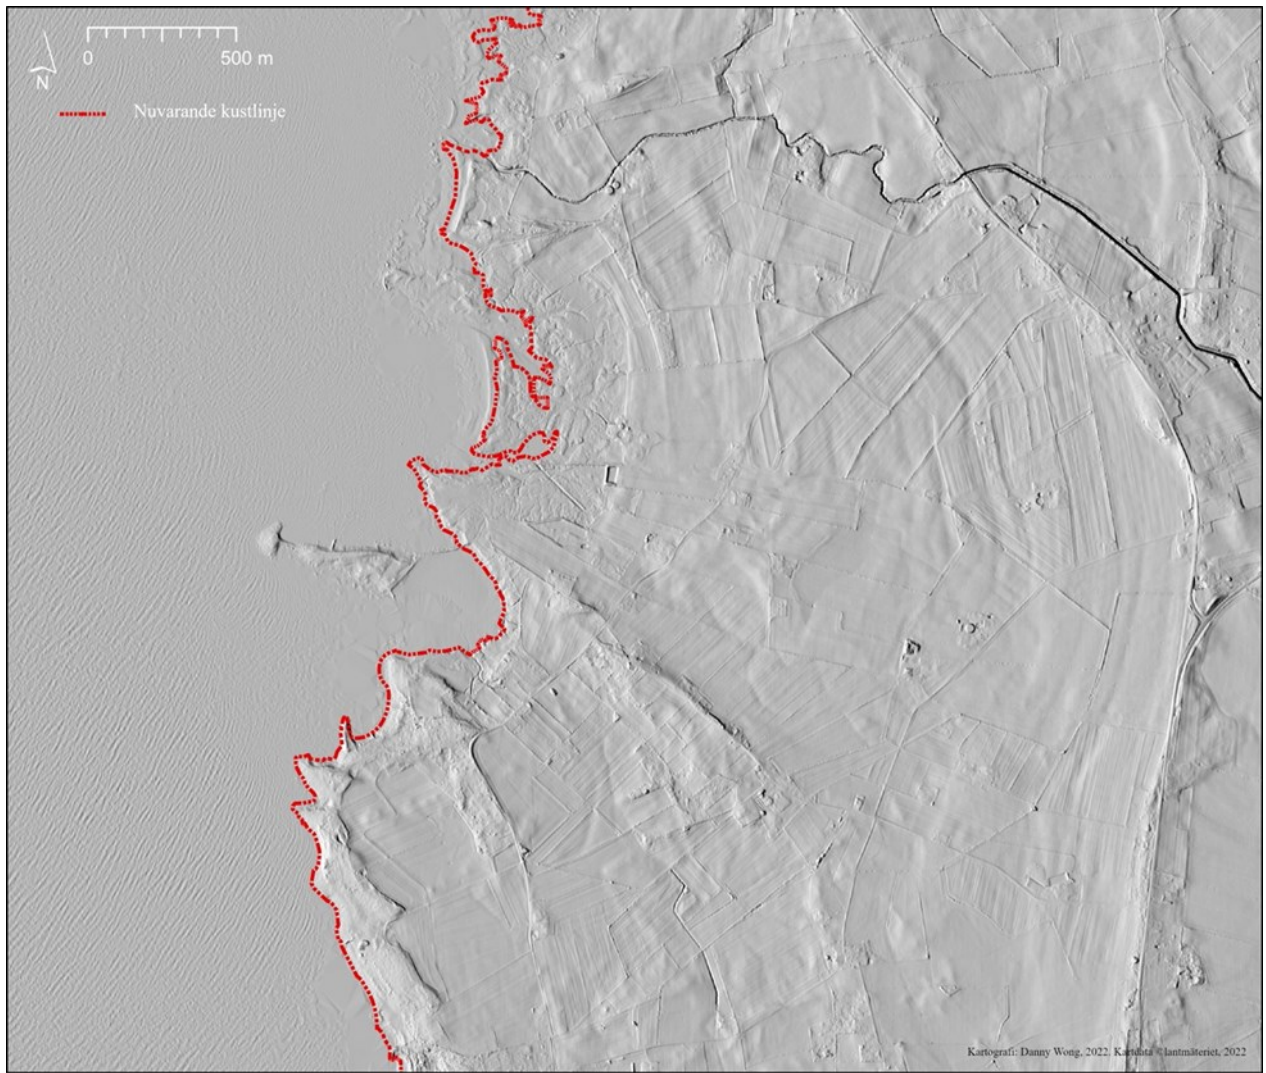 0
500 m
N
Nuvarande kustlinje
Kartografi: Danny Wong, 2022. Kartdata ©lantmäteriet, 2022